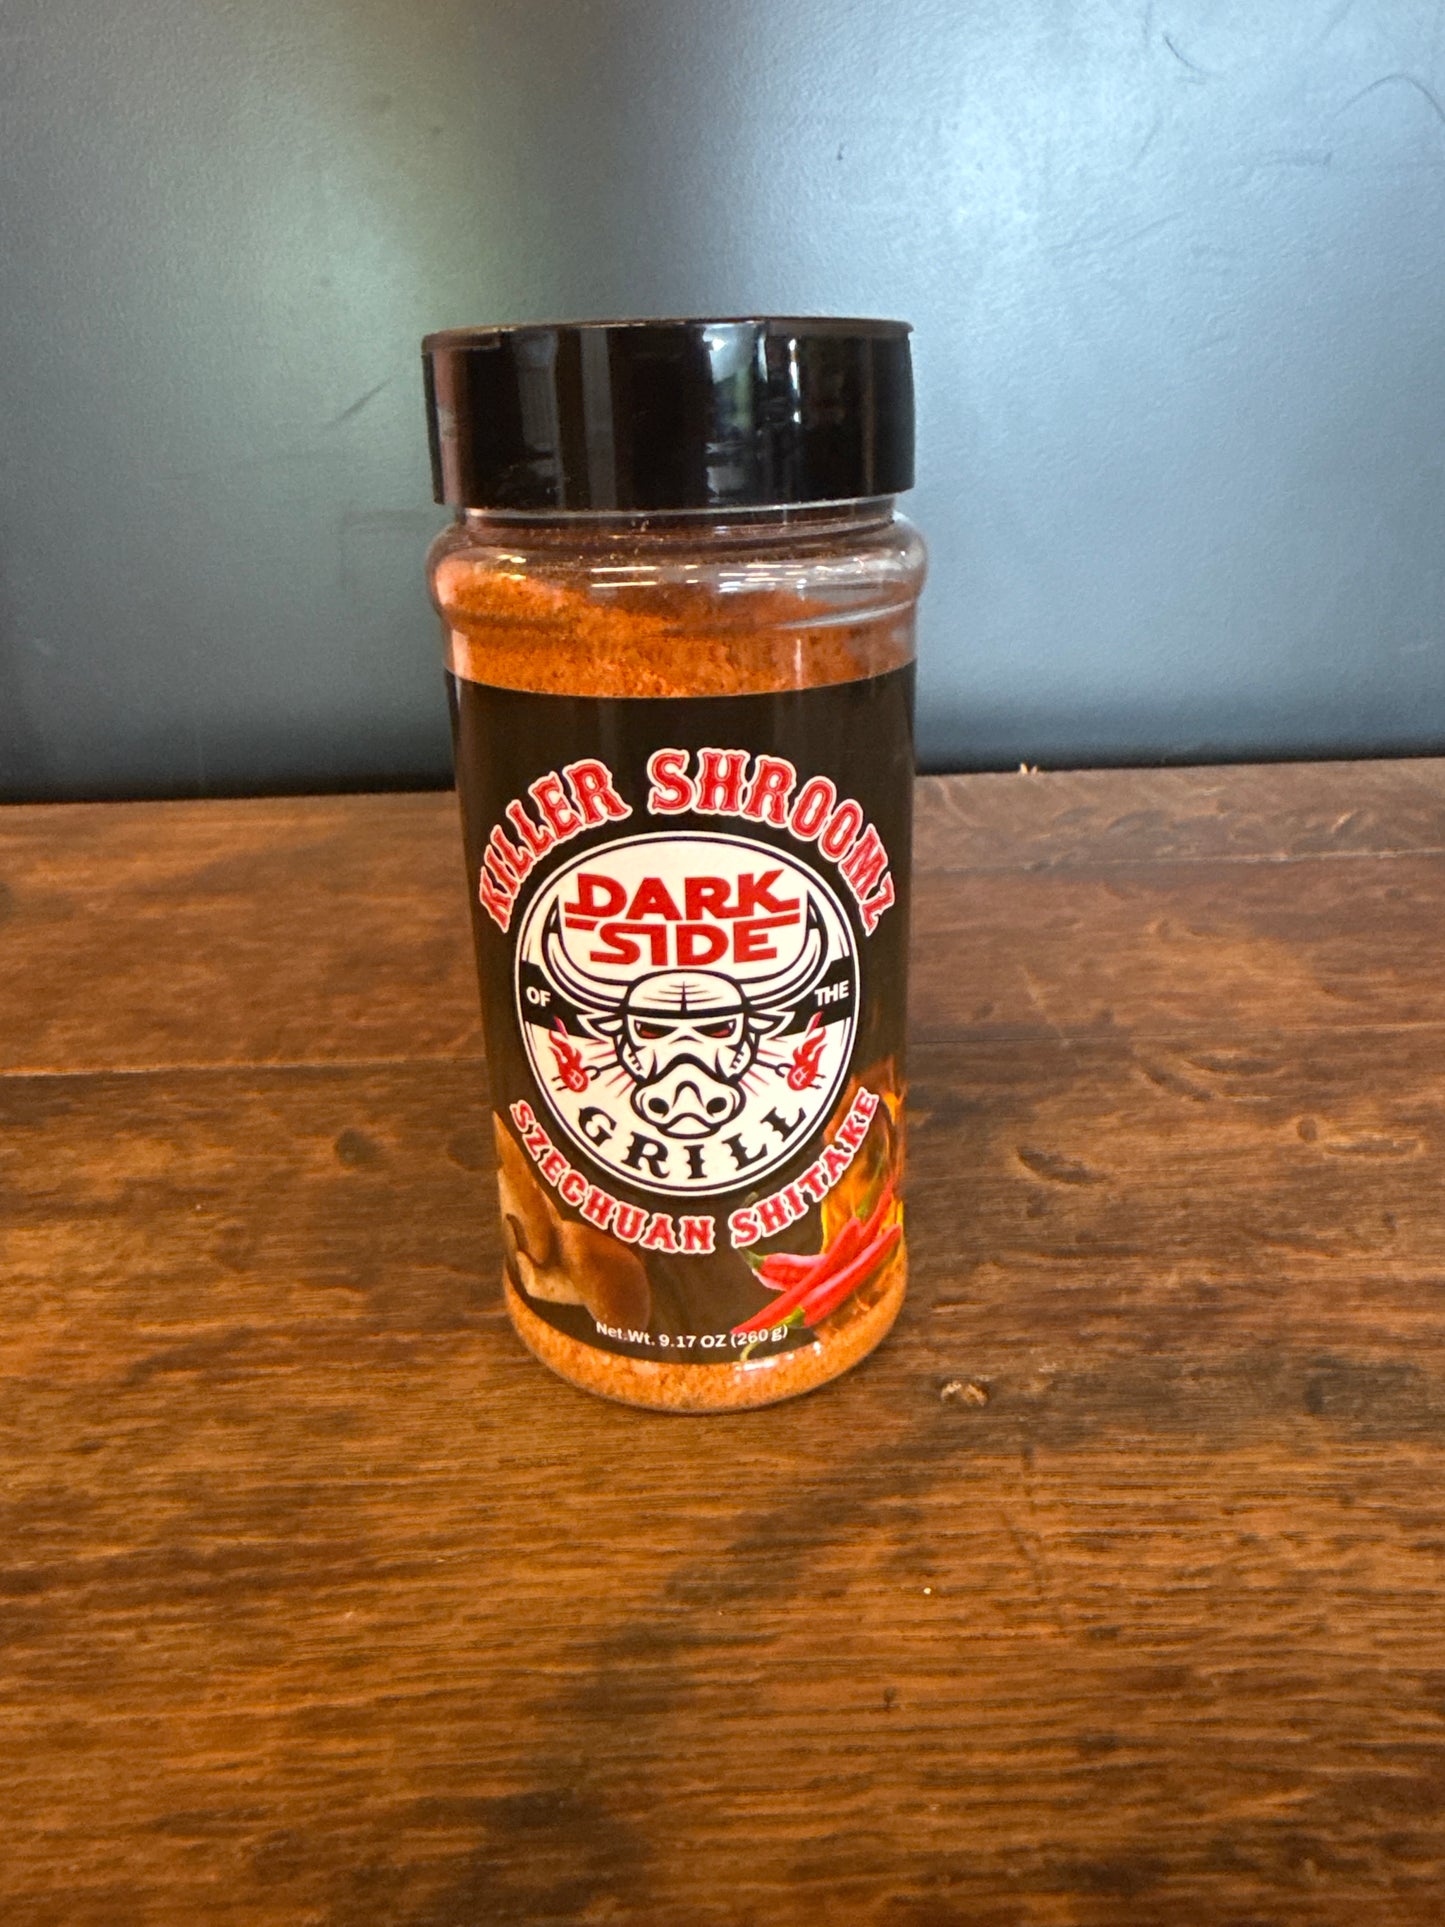 KILLER SHROOMZ
DARK
SIDE
OF THE
GRILL
SZECHUAN SHITAKE
Net.Wt. 9.17 OZ (260 g)